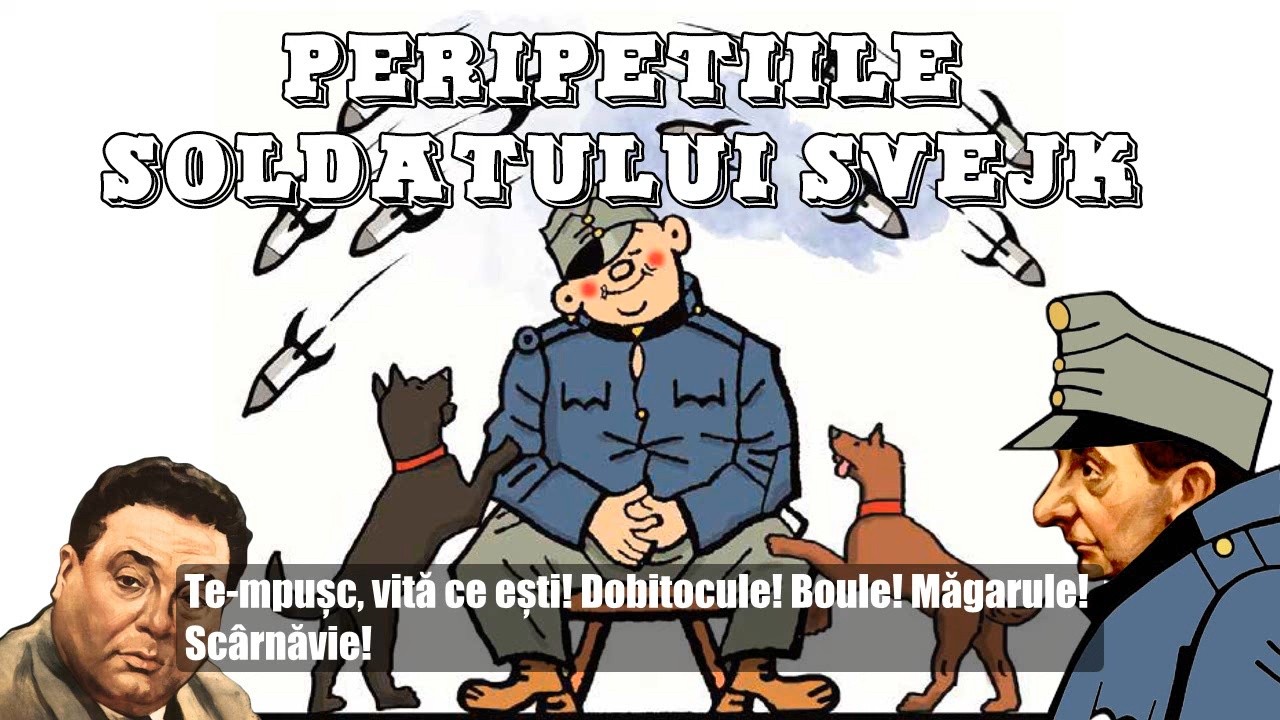 PERIPETIILE
SOLDATULUI SVEJK
Te-mpușc, vită ce ești! Dobitocule! Boule! Măgarule!
Scârnăvie!